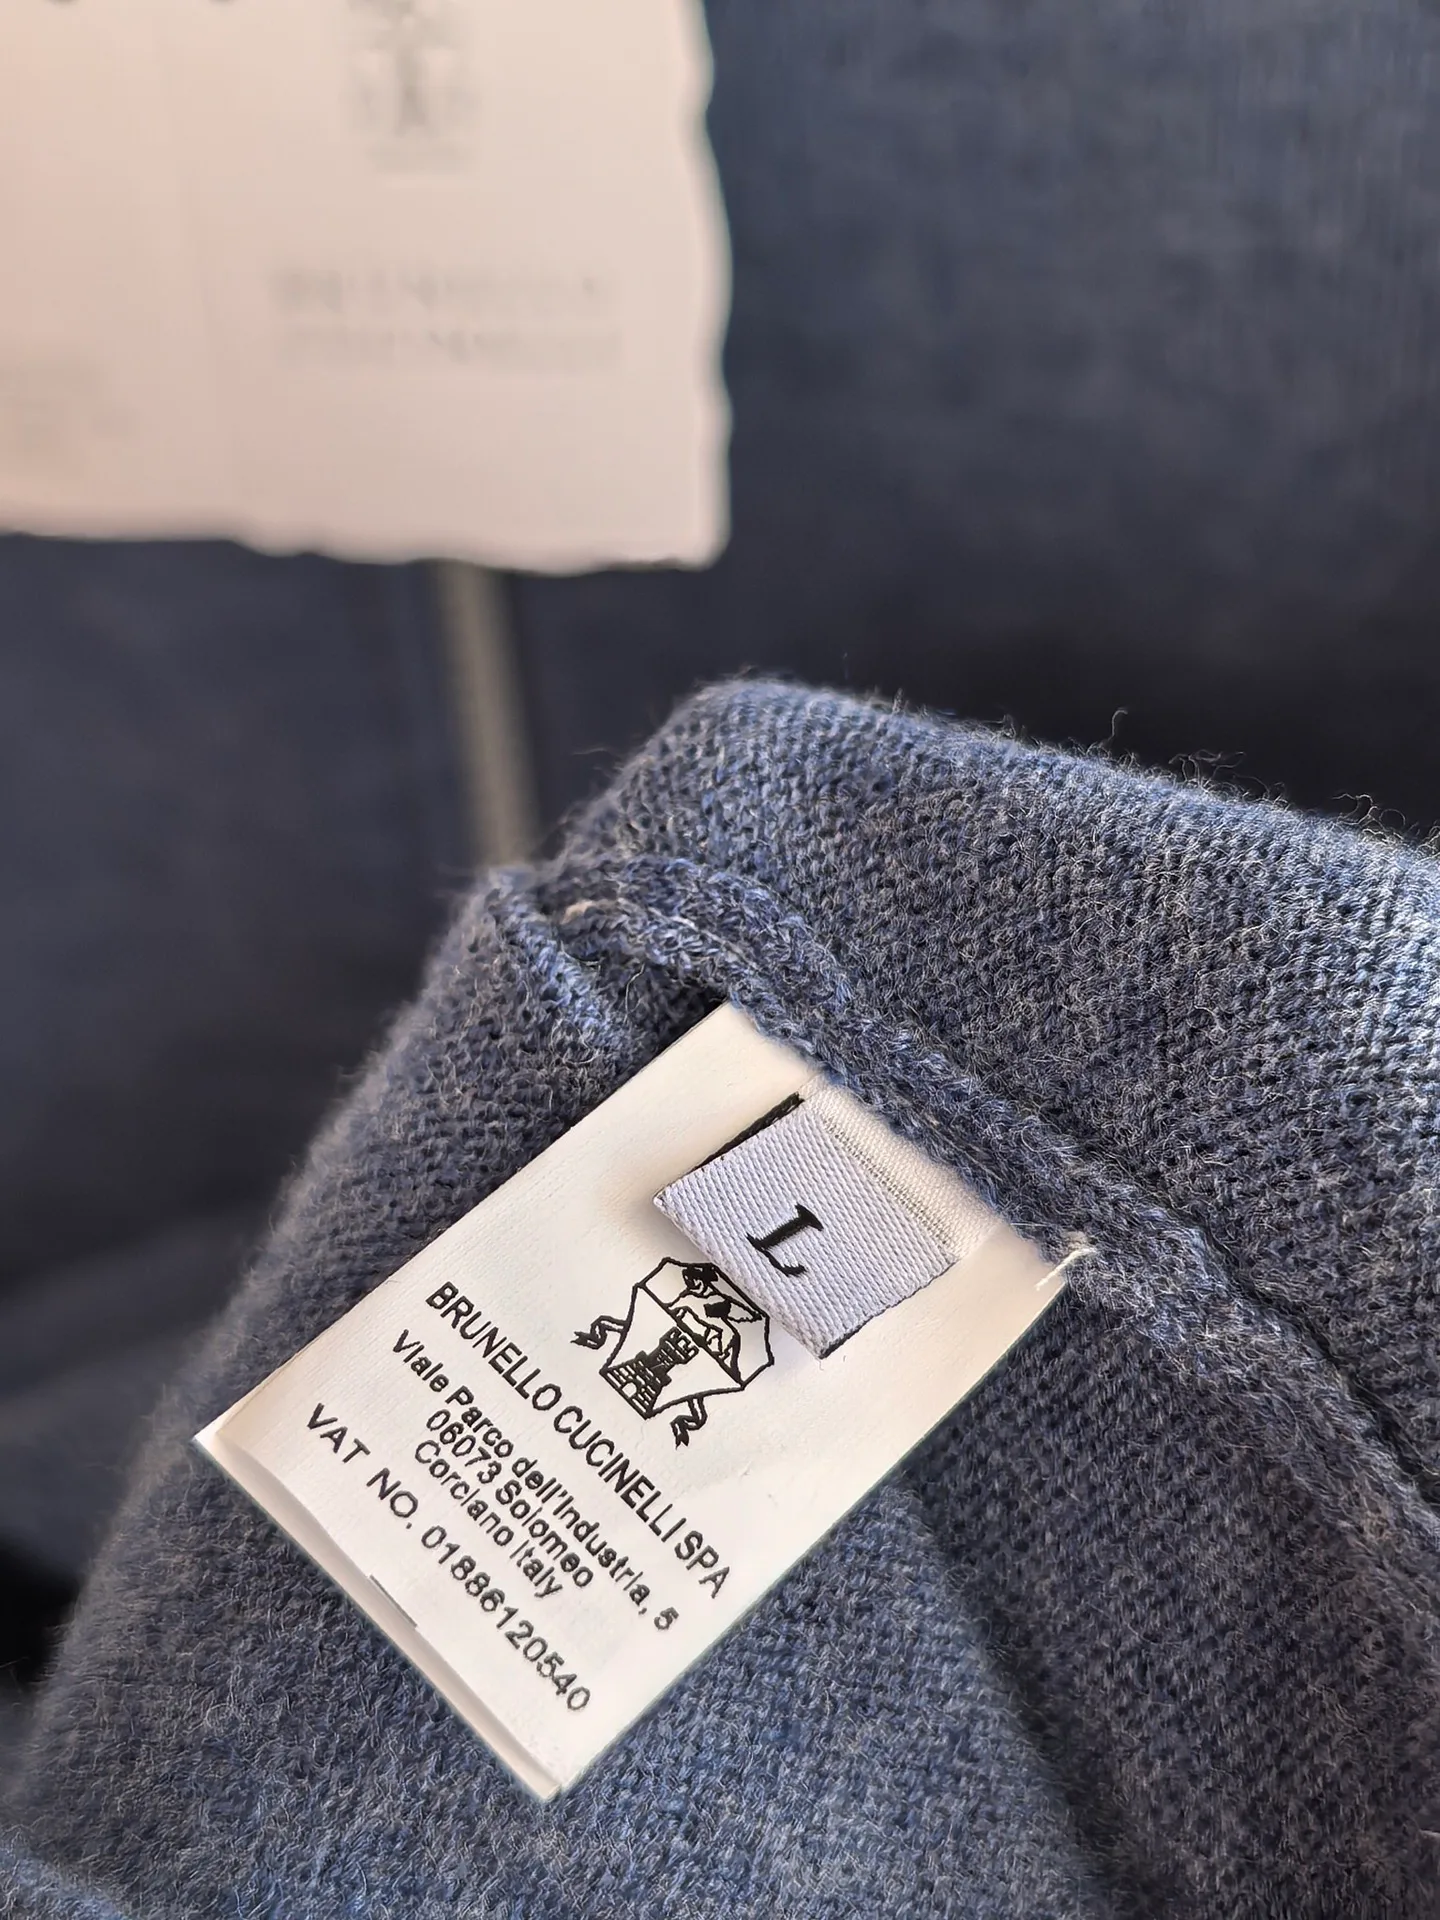 L
BRUNELLO CUCINELLI SPA
Viale Parco dell'Industria, 5
06073 Solomeo
Corciano Italy
VAT NO. 01886120540